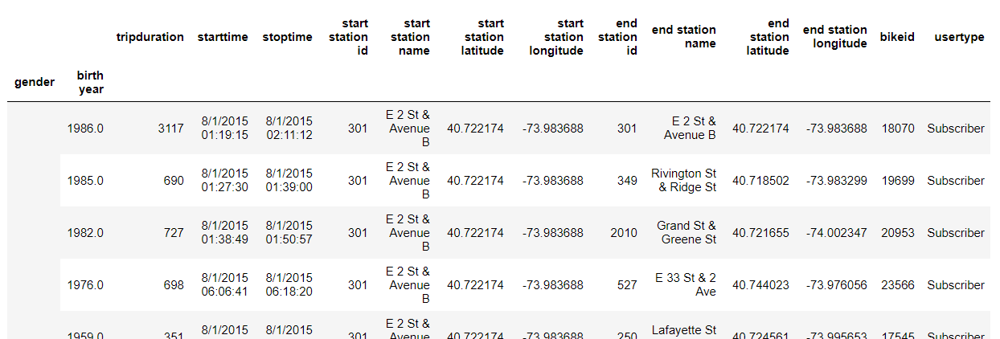 tripduration starttime stoptime start station id start station name start station latitude start station longitude end station id end station name end station latitude end station longitude bikeid usertype
gender birth year
1986.0 3117 8/1/2015 01:19:15 8/1/2015 02:11:12 301 E 2 St & Avenue B 40.722174 -73.983688 301 E 2 St & Avenue B 40.722174 -73.983688 18070 Subscriber
1985.0 690 8/1/2015 01:27:30 8/1/2015 01:39:00 301 E 2 St & Avenue B 40.722174 -73.983688 349 Rivington St & Ridge St 40.718502 -73.983299 19699 Subscriber
1982.0 727 8/1/2015 01:38:49 8/1/2015 01:50:57 301 E 2 St & Avenue B 40.722174 -73.983688 2010 Grand St & Greene St 40.721655 -74.002347 20953 Subscriber
1976.0 698 8/1/2015 06:06:41 8/1/2015 06:18:20 301 E 2 St & Avenue B 40.722174 -73.983688 527 E 33 St & 2 Ave 40.744023 -73.976056 23566 Subscriber
1959.0 351 8/1/2015 8/1/2015 301 E 2 St & Avenue 40.722174 -73.983688 250 Lafayette St 40.724561 -73.995653 17545 Subscriber